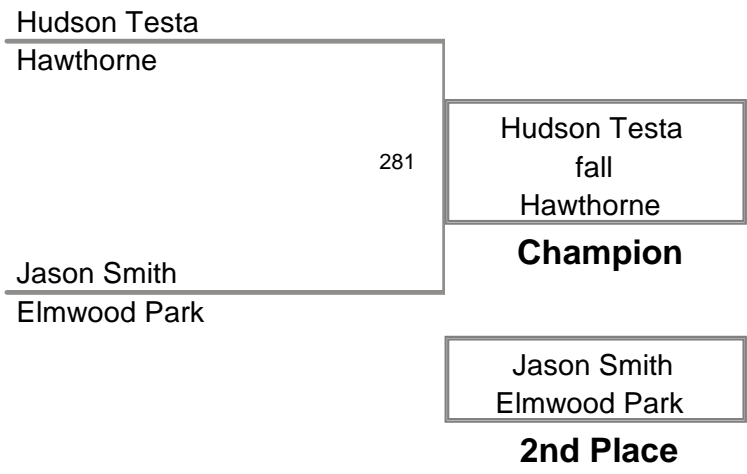 Hudson Testa
Hawthorne
281
Hudson Testa
fall
Hawthorne
Champion
Jason Smith
Elmwood Park
Jason Smith
Elmwood Park
2nd Place